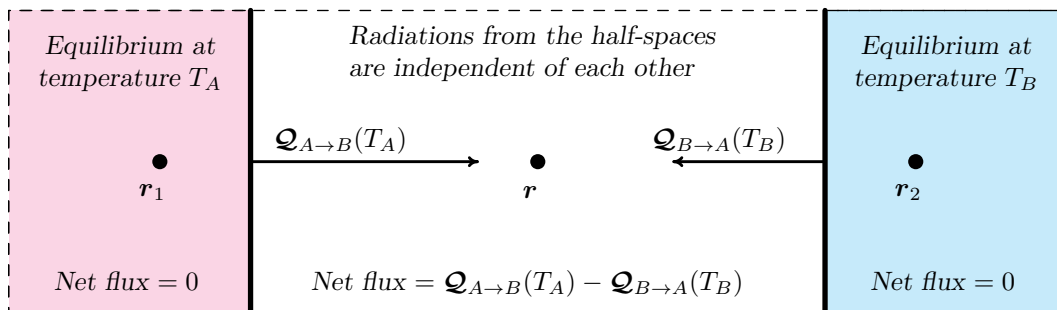 Equilibrium at
temperature T_A
Radiations from the half-spaces
are independent of each other
Equilibrium at
temperature T_B
𝓠_{A→B}(T_A)
𝓠_{B→A}(T_B)
r_1
r
r_2
Net flux = 0
Net flux = 𝓠_{A→B}(T_A) − 𝓠_{B→A}(T_B)
Net flux = 0